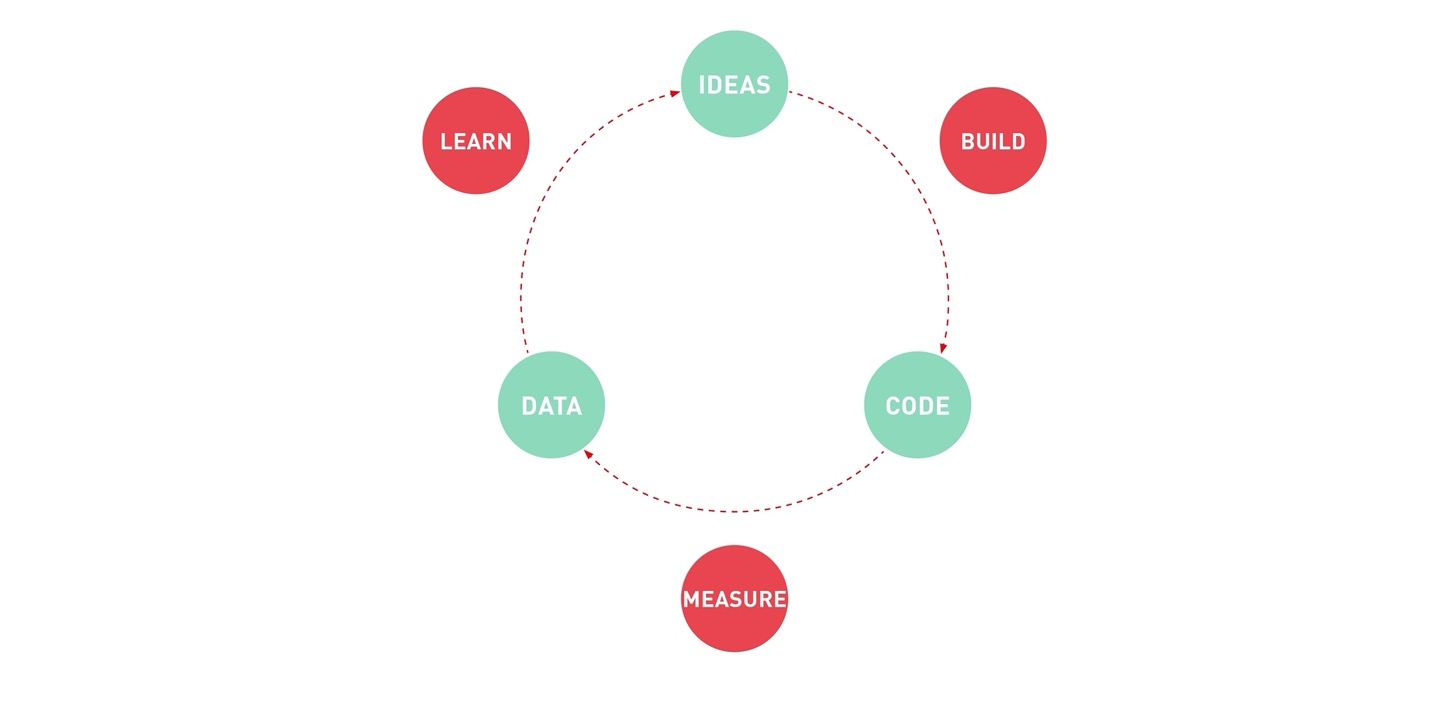 IDEAS
LEARN
BUILD
DATA
CODE
MEASURE